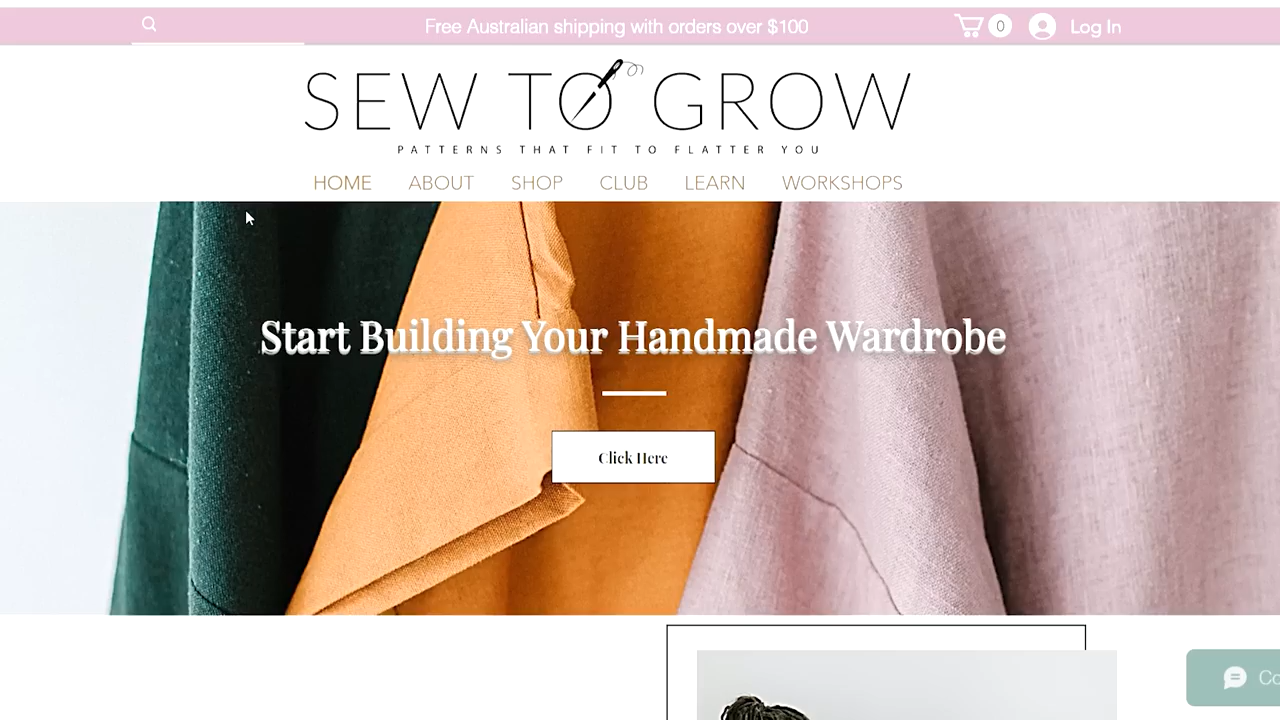 Free Australian shipping with orders over $100
0
Log In
SEW TO GROW
PATTERNS THAT FIT TO FLATTER YOU
HOME ABOUT SHOP CLUB LEARN WORKSHOPS
Start Building Your Handmade Wardrobe
Click Here